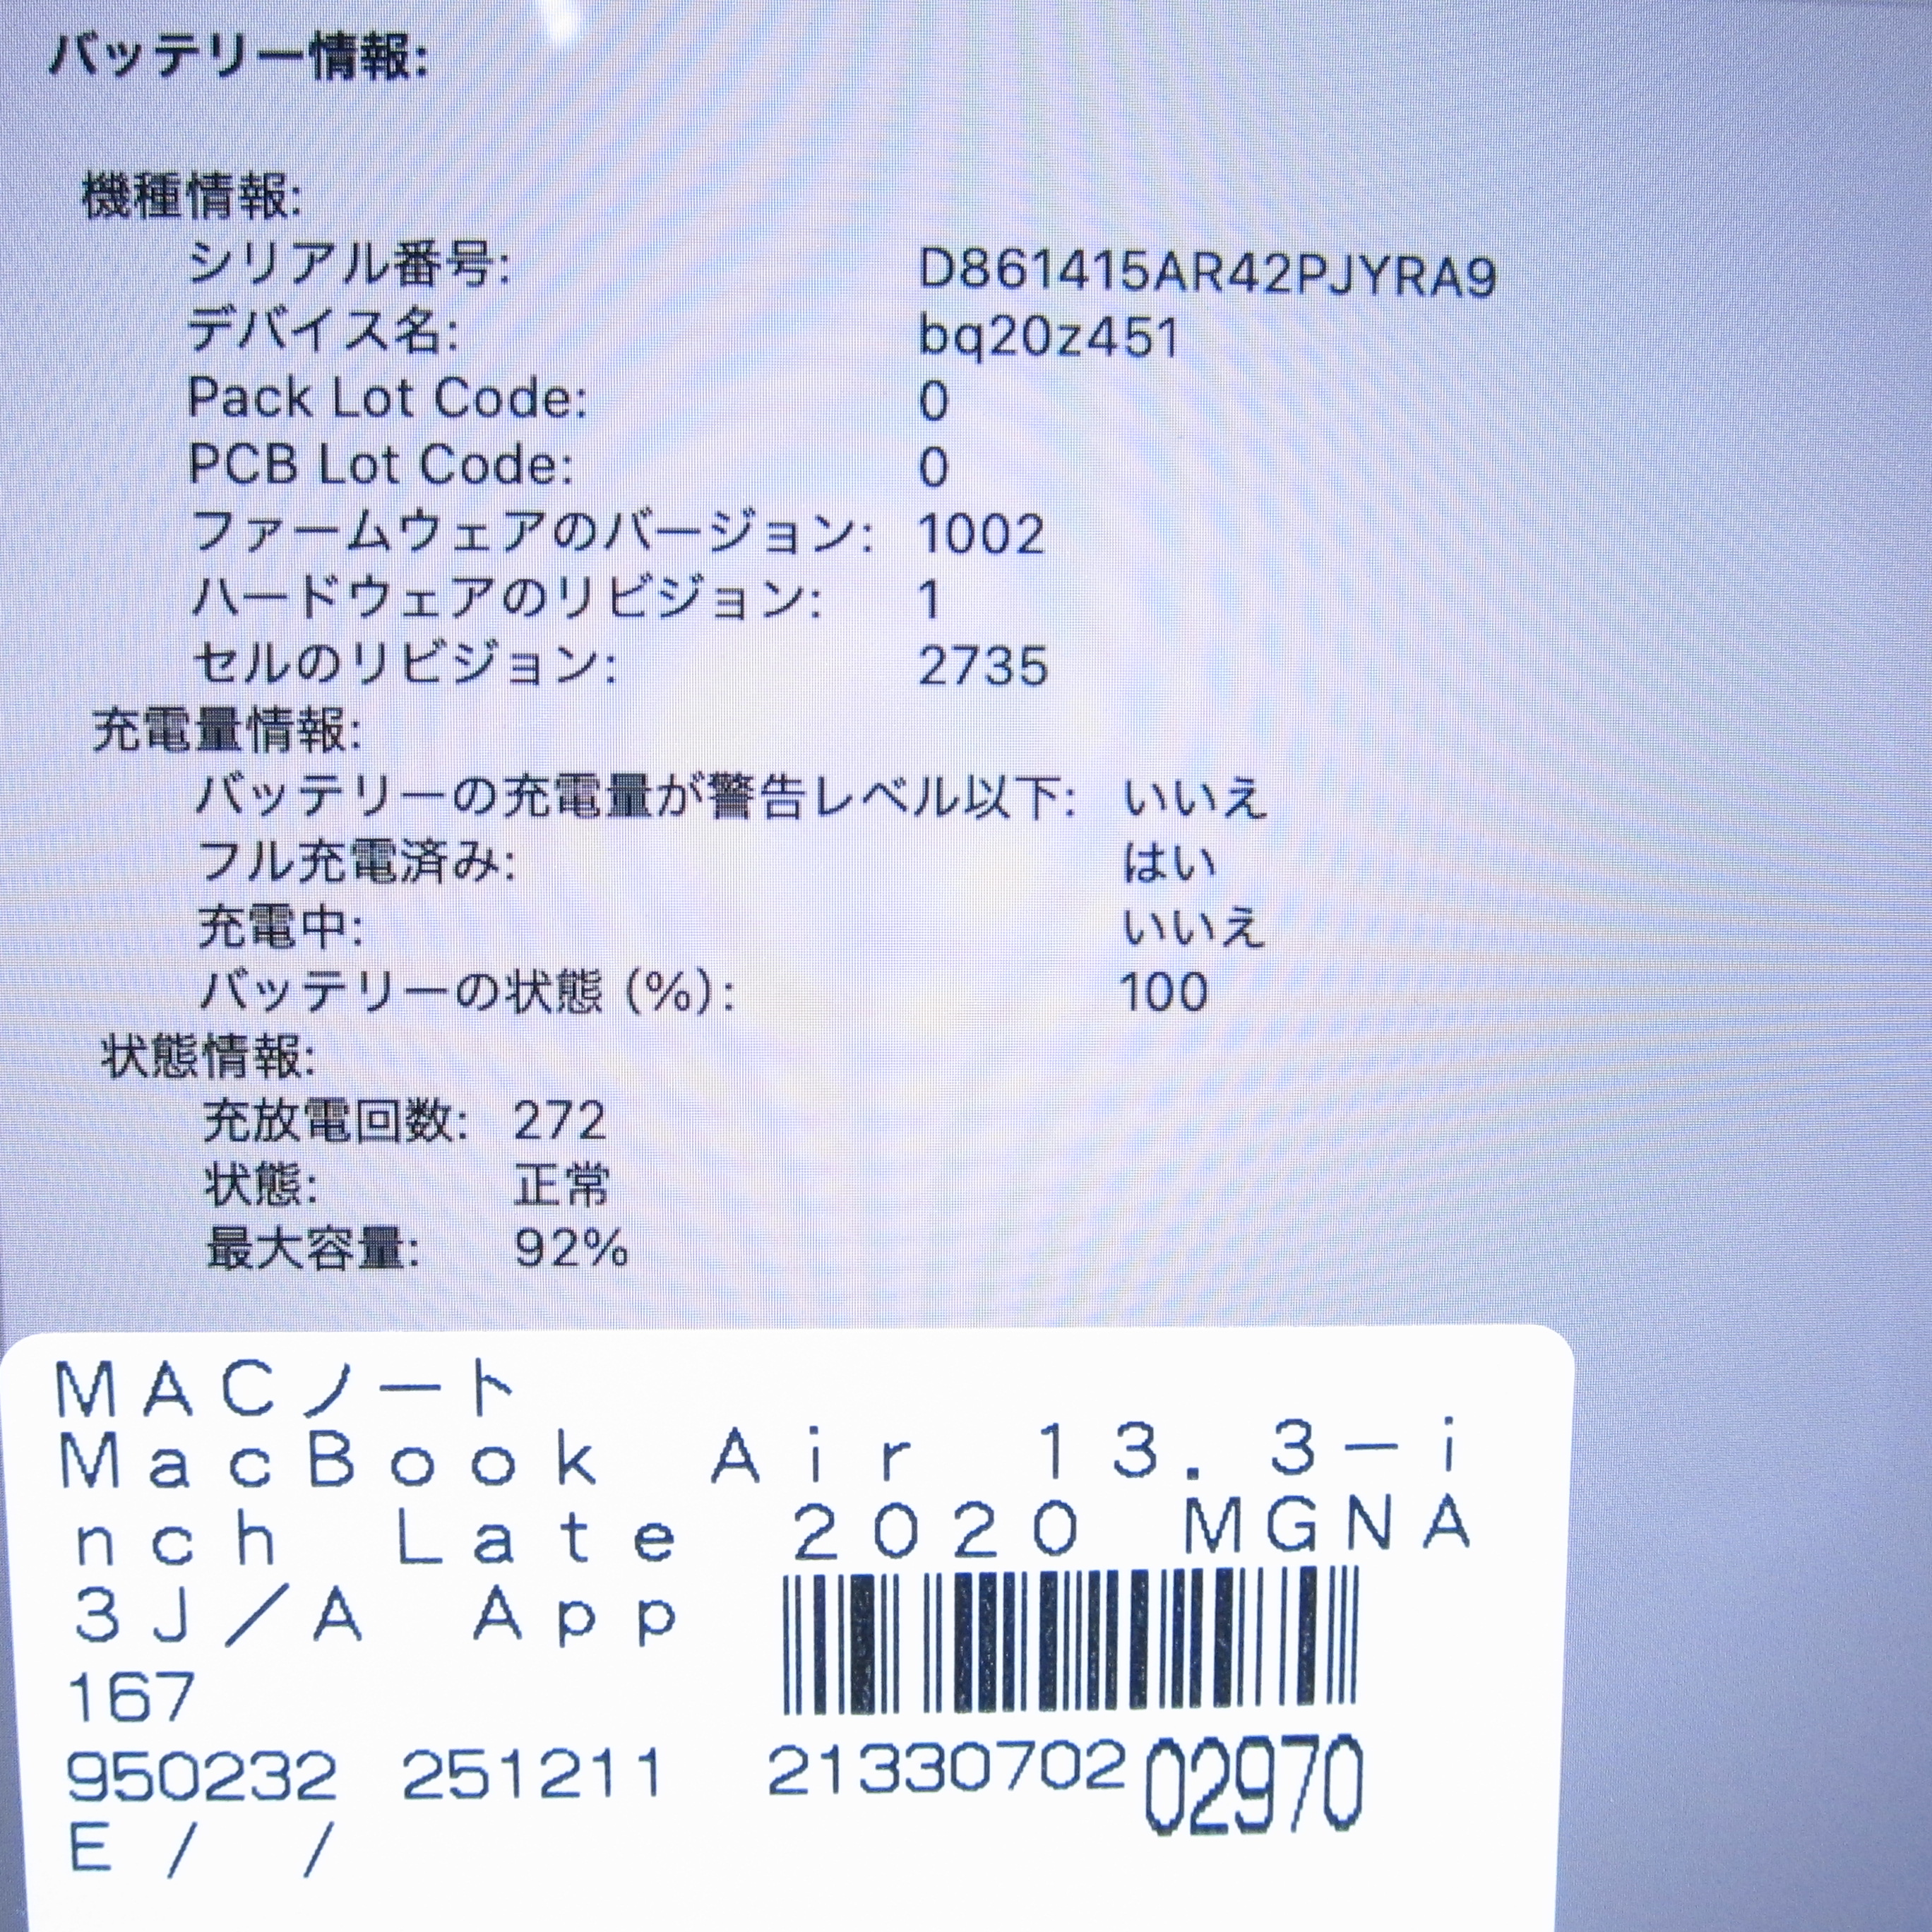 バッテリー情報:
機種情報:
シリアル番号: D861415AR42PJYRA9
デバイス名: bq20z451
Pack Lot Code: 0
PCB Lot Code: 0
ファームウェアのバージョン: 1002
ハードウェアのリビジョン: 1
セルのリビジョン: 2735
充電量情報:
バッテリーの充電量が警告レベル以下: いいえ
フル充電済み: はい
充電中: いいえ
バッテリーの状態 (%): 100
状態情報:
充放電回数: 272
状態: 正常
最大容量: 92%
MACノート
MacBook Air 13.3-i
nch Late 2020 MGNA
3J/A App
167
950232 251211 21330702 02970
E / /